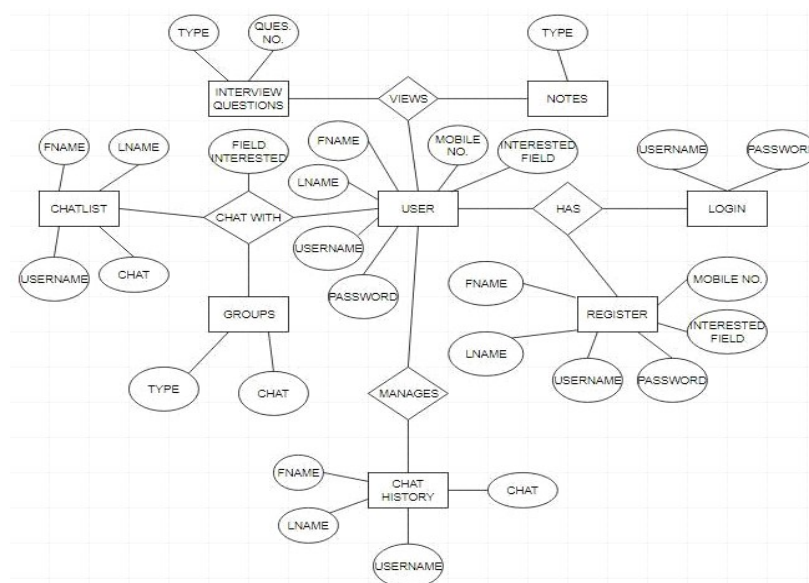 TYPE
QUES.
NO.
TYPE
INTERVIEW
QUESTIONS
VIEWS
NOTES
FNAME
LNAME
FIELD
INTERESTED
FNAME
MOBILE
NO.
INTERESTED
FIELD
USERNAME
PASSWORD
LNAME
CHATLIST
CHAT WITH
USER
HAS
LOGIN
USERNAME
CHAT
USERNAME
PASSWORD
FNAME
MOBILE NO.
GROUPS
REGISTER
INTERESTED
FIELD
LNAME
TYPE
CHAT
MANAGES
USERNAME
PASSWORD
FNAME
CHAT
HISTORY
CHAT
LNAME
USERNAME